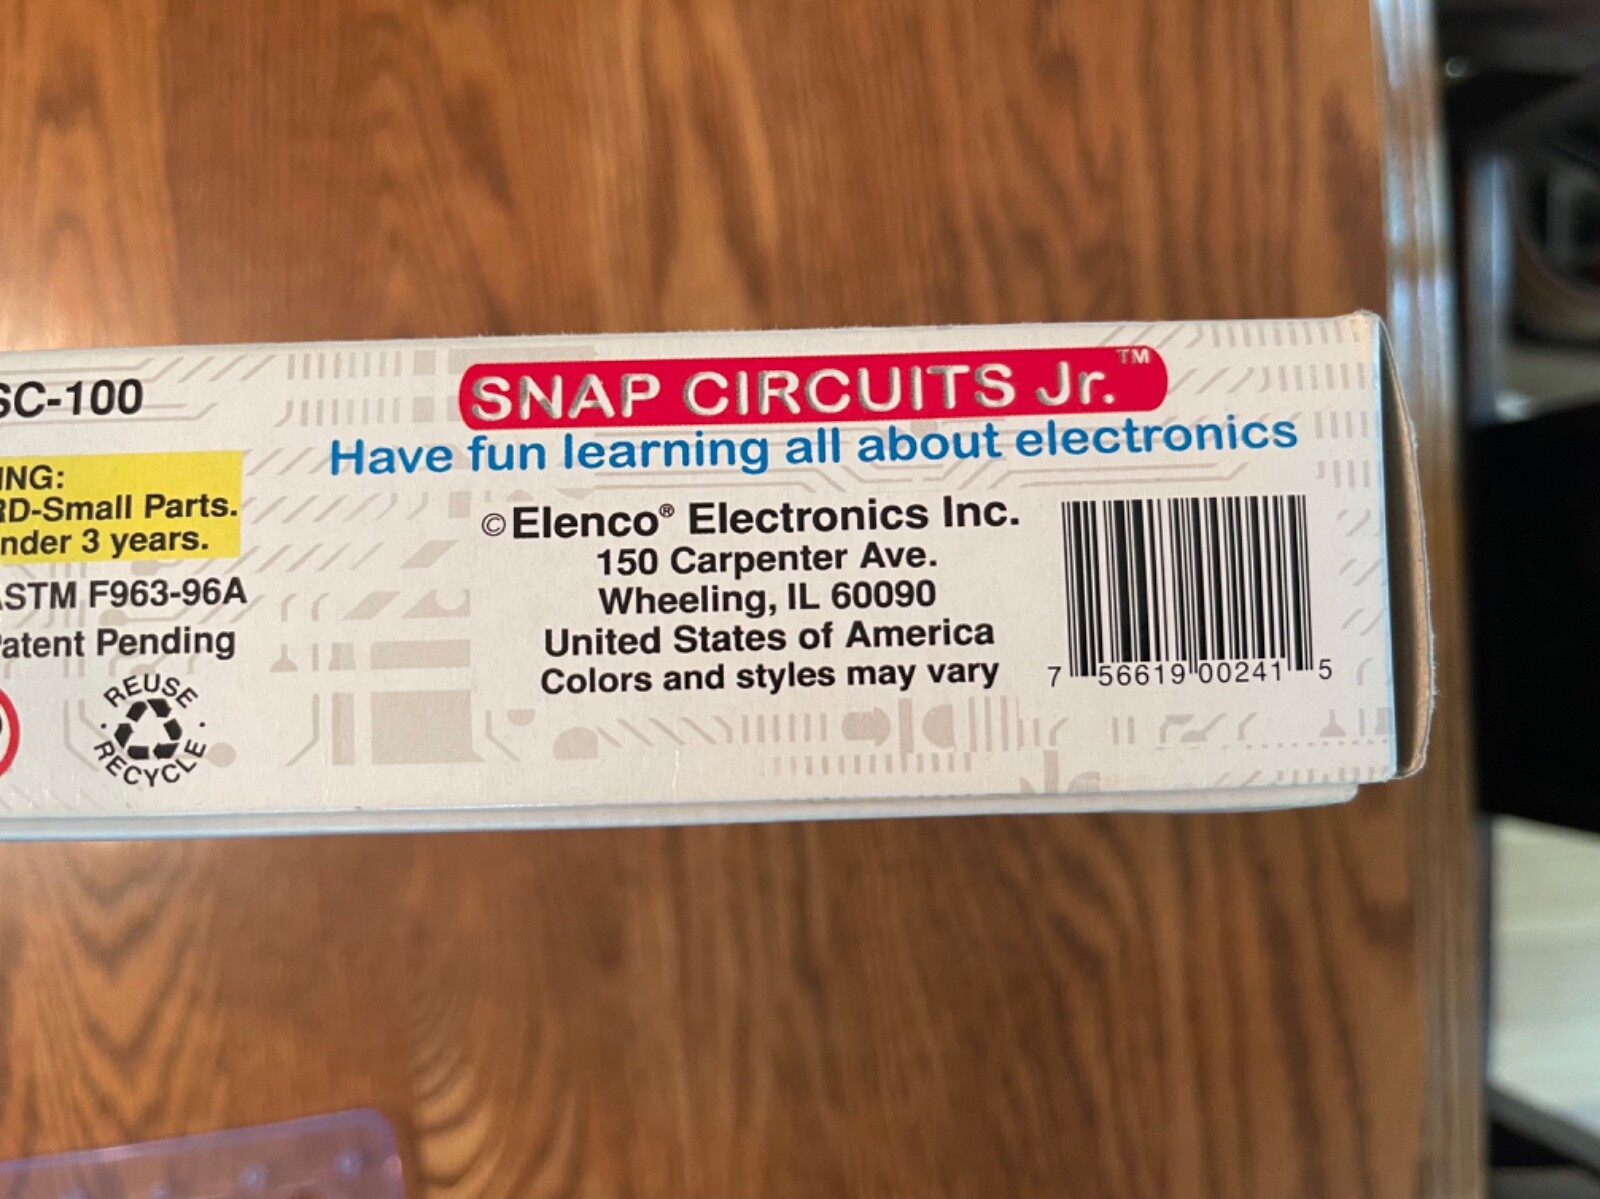 SC-100
SNAP CIRCUITS Jr.™
Have fun learning all about electronics
ING:
RD-Small Parts.
nder 3 years.
ASTM F963-96A
Patent Pending
REUSE
RECYCLE
©Elenco® Electronics Inc.
150 Carpenter Ave.
Wheeling, IL 60090
United States of America
Colors and styles may vary
7 56619 00241 5